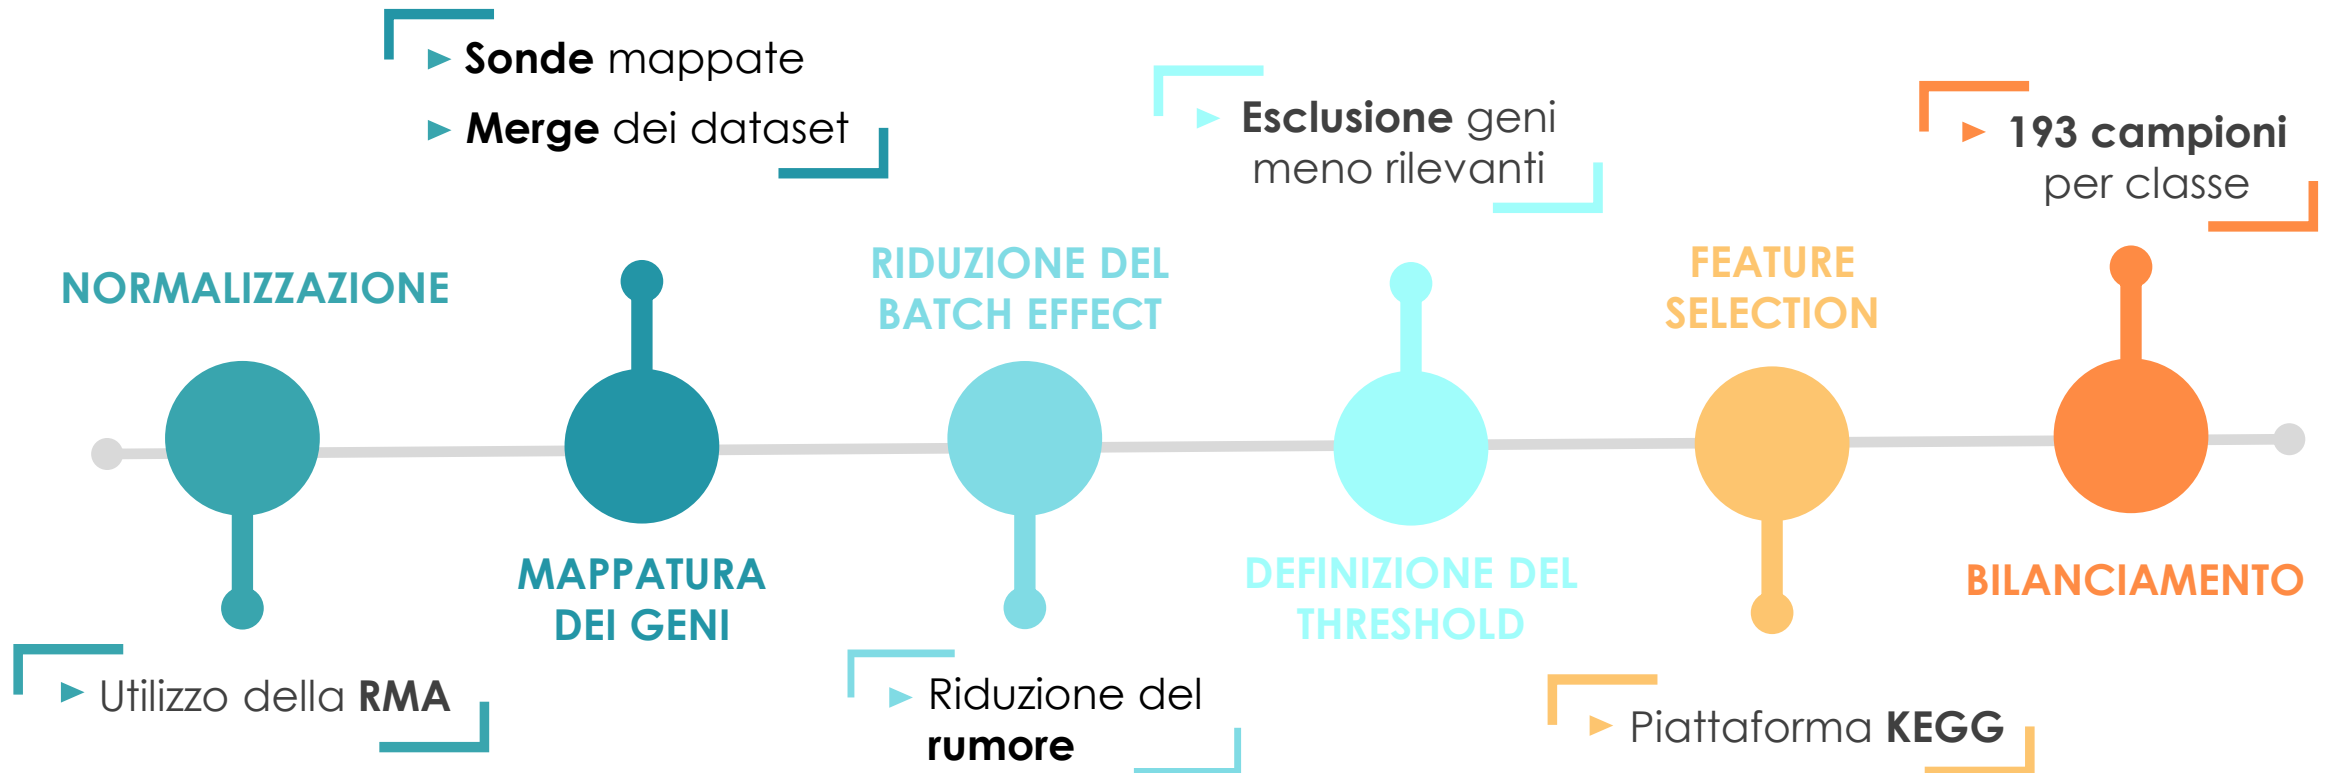 Sonde mappate
Merge dei dataset
Esclusione geni
meno rilevanti
193 campioni
per classe
NORMALIZZAZIONE
RIDUZIONE DEL
BATCH EFFECT
FEATURE
SELECTION
MAPPATURA
DEI GENI
DEFINIZIONE DEL
THRESHOLD
BILANCIAMENTO
Utilizzo della RMA
Riduzione del
rumore
Piattaforma KEGG